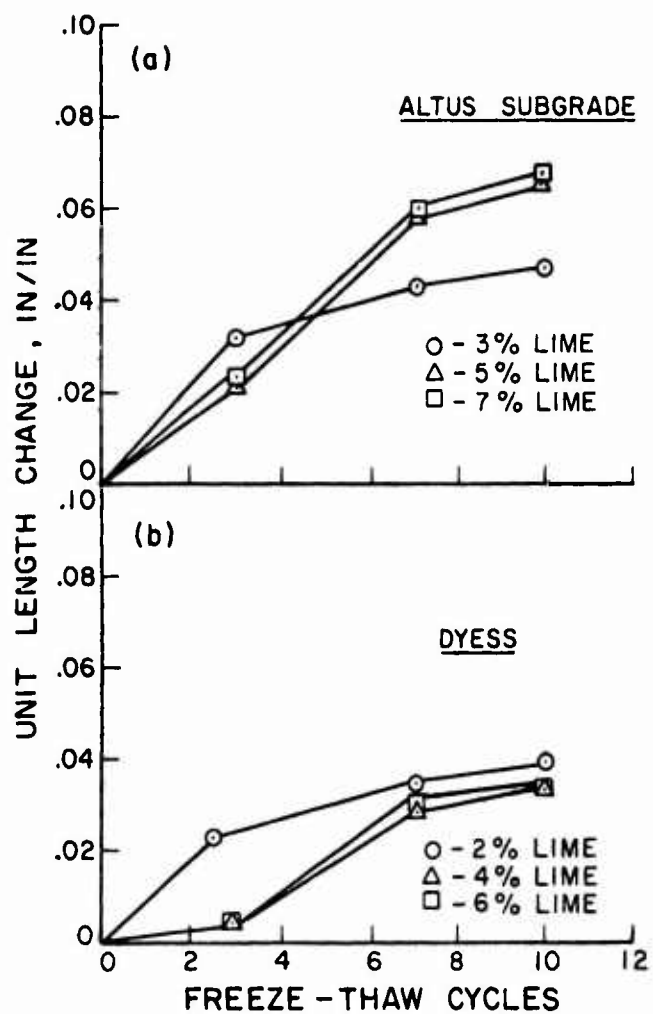 UNIT LENGTH CHANGE, IN/IN
.10
(a)
ALTUS SUBGRADE
.08
.06
.04
○ - 3% LIME
△ - 5% LIME
□ - 7% LIME
.02
0
.10
(b)
.08
DYESS
.06
.04
○ - 2% LIME
△ - 4% LIME
□ - 6% LIME
.02
0
0 2 4 6 8 10 12
FREEZE-THAW CYCLES